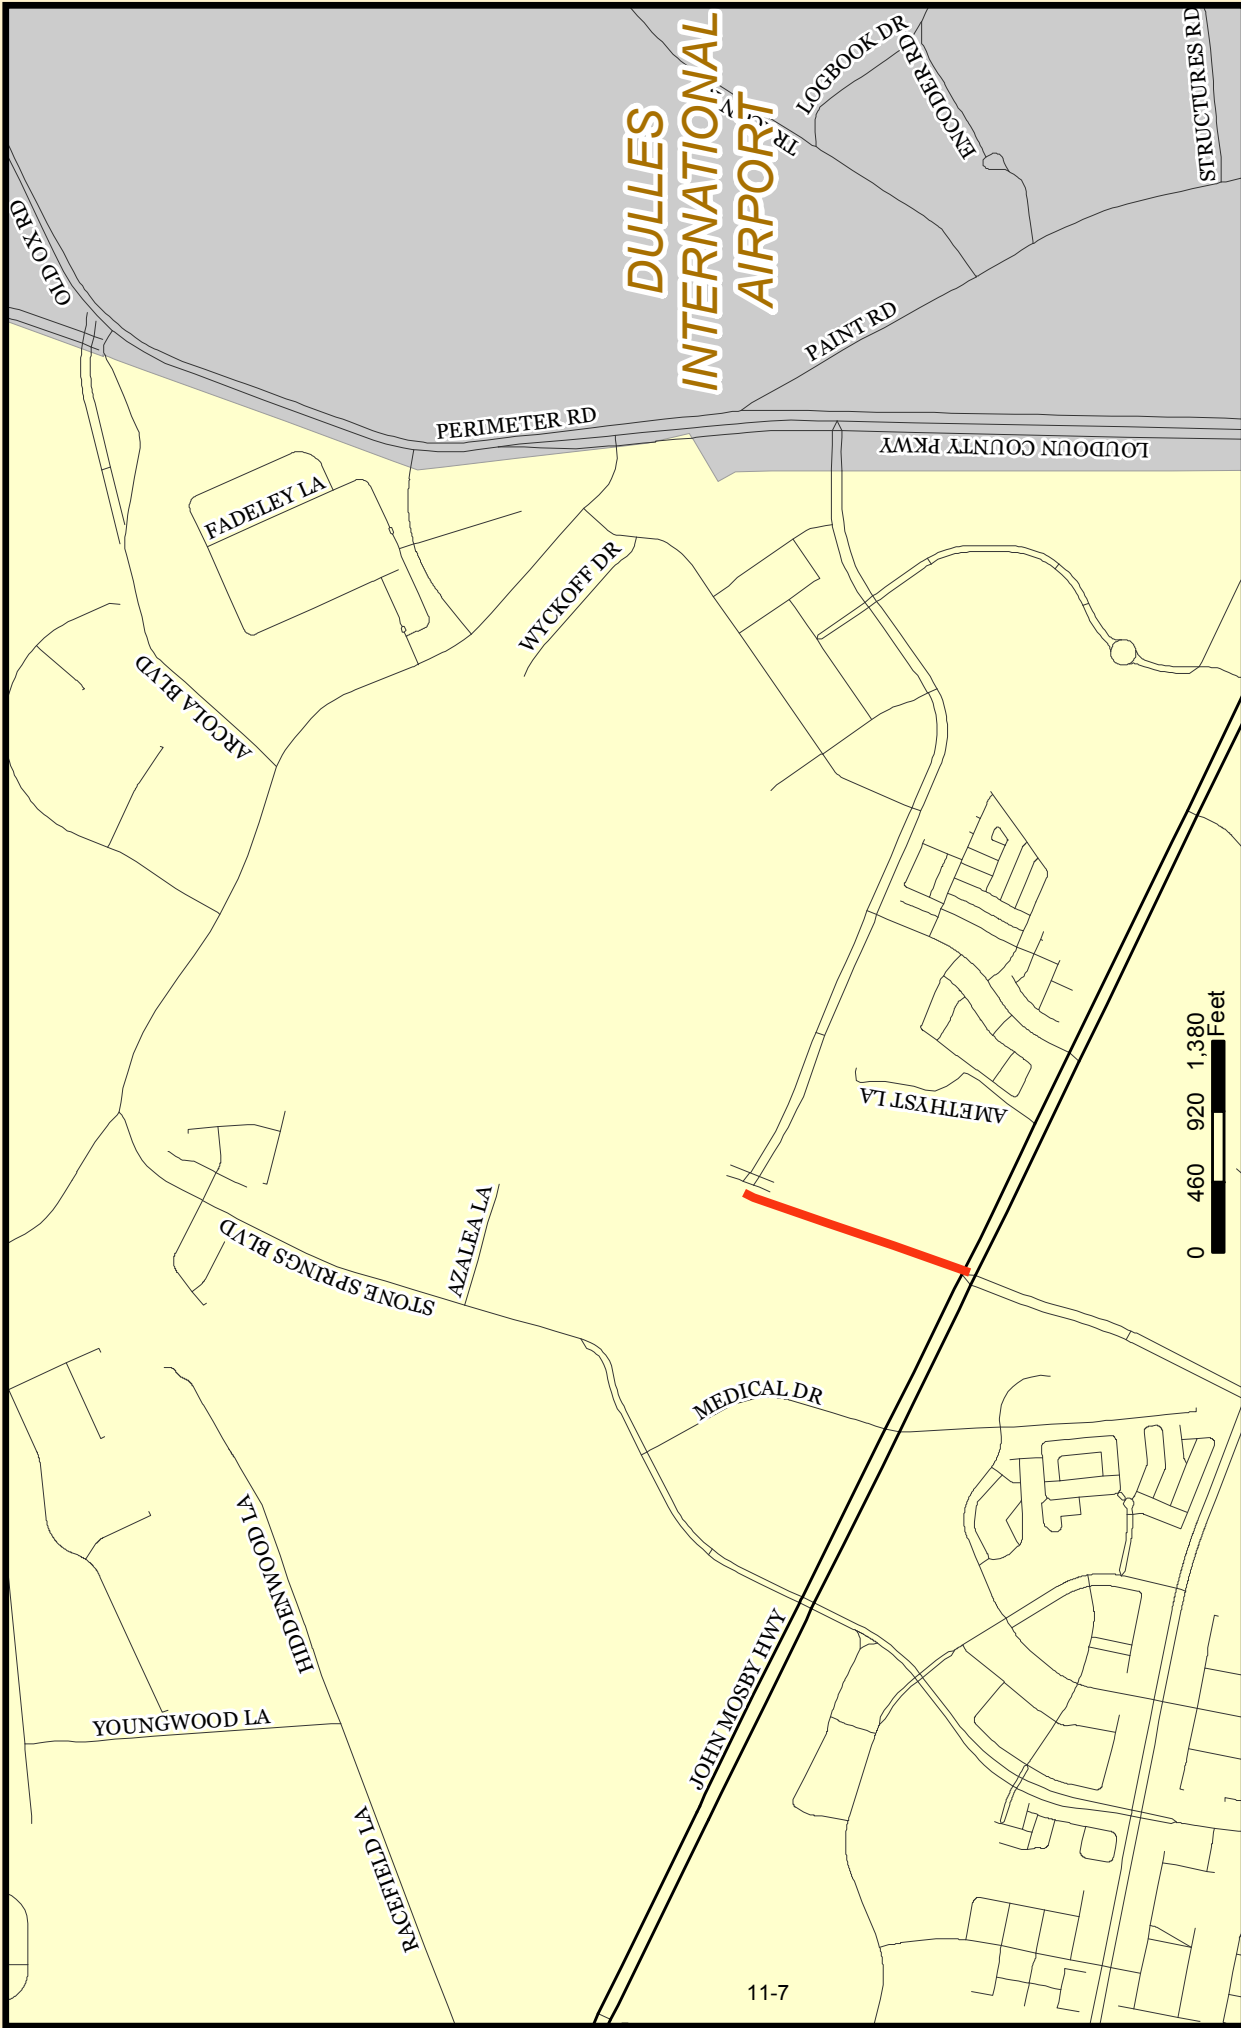 STRUCTURES RD
LOGBOOK DR
ENCODER RD
DULLES
INTERNATIONAL
AIRPORT
OLD OX RD
PAINT RD
PERIMETER RD
LOUDOUN COUNTY PKWY
FADELEY LA
WYCKOFF DR
ARCOLA BLVD
AMETHYST LA
STONE SPRINGS BLVD
AZALEA LA
0 460 920 1,380
Feet
MEDICAL DR
HIDDENWOOD LA
JOHN MOSBY HWY
YOUNGWOOD LA
RACEFIELD LA
11-7